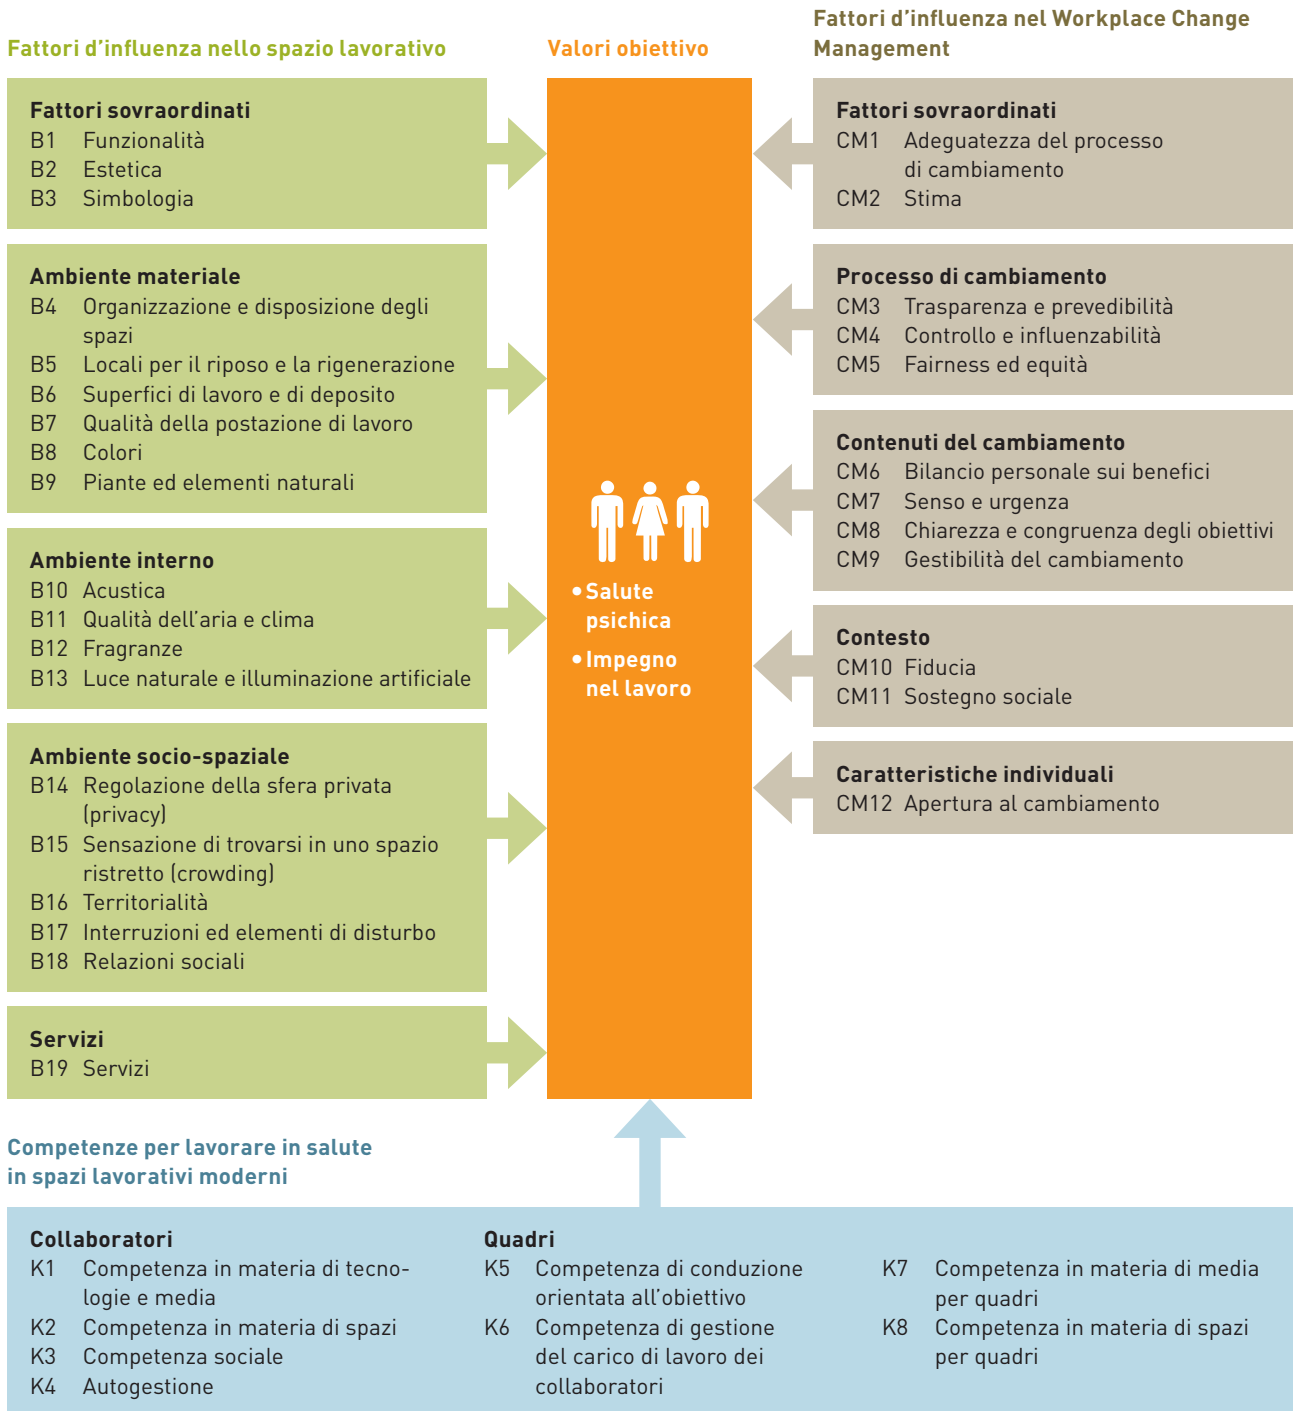 Fattori d'influenza nello spazio lavorativo
Fattori sovraordinati
B1 Funzionalità
B2 Estetica
B3 Simbologia
Ambiente materiale
B4 Organizzazione e disposizione degli
spazi
B5 Locali per il riposo e la rigenerazione
B6 Superfici di lavoro e di deposito
B7 Qualità della postazione di lavoro
B8 Colori
B9 Piante ed elementi naturali
Ambiente interno
B10 Acustica
B11 Qualità dell'aria e clima
B12 Fragranze
B13 Luce naturale e illuminazione artificiale
Ambiente socio-spaziale
B14 Regolazione della sfera privata
(privacy)
B15 Sensazione di trovarsi in uno spazio
ristretto (crowding)
B16 Territorialità
B17 Interruzioni ed elementi di disturbo
B18 Relazioni sociali
Servizi
B19 Servizi
Valori obiettivo
• Salute
psichica
• Impegno
nel lavoro
Fattori d'influenza nel Workplace Change
Management
Fattori sovraordinati
CM1 Adeguatezza del processo
di cambiamento
CM2 Stima
Processo di cambiamento
CM3 Trasparenza e prevedibilità
CM4 Controllo e influenzabilità
CM5 Fairness ed equità
Contenuti del cambiamento
CM6 Bilancio personale sui benefici
CM7 Senso e urgenza
CM8 Chiarezza e congruenza degli obiettivi
CM9 Gestibilità del cambiamento
Contesto
CM10 Fiducia
CM11 Sostegno sociale
Caratteristiche individuali
CM12 Apertura al cambiamento
Competenze per lavorare in salute
in spazi lavorativi moderni
Collaboratori
K1 Competenza in materia di tecno-
logie e media
K2 Competenza in materia di spazi
K3 Competenza sociale
K4 Autogestione
Quadri
K5 Competenza di conduzione
orientata all'obiettivo
K6 Competenza di gestione
del carico di lavoro dei
collaboratori
K7 Competenza in materia di media
per quadri
K8 Competenza in materia di spazi
per quadri